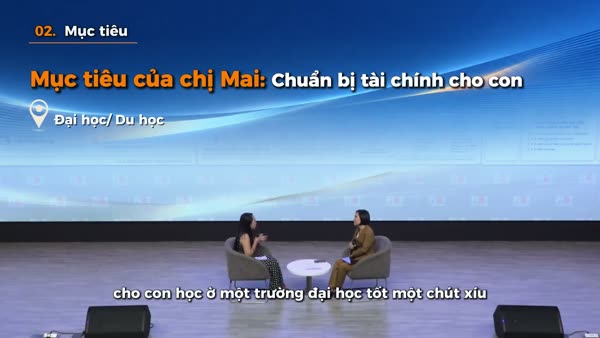 02. Mục tiêu
Mục tiêu của chị Mai: Chuẩn bị tài chính cho con
Đại học/ Du học
cho con học ở một trường đại học tốt một chút xíu